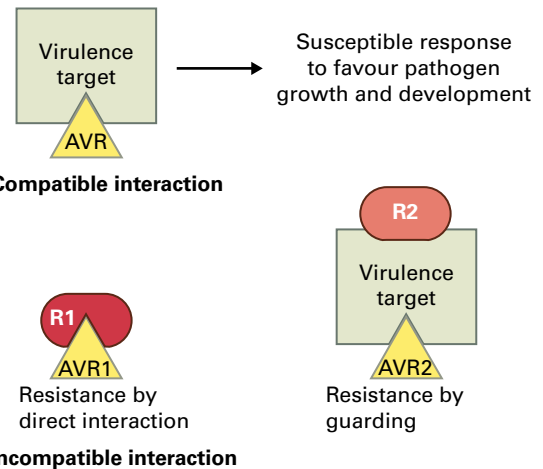 Virulence
target
AVR
Susceptible response
to favour pathogen
growth and development
Compatible interaction
R1
AVR1
Resistance by
direct interaction
R2
Virulence
target
AVR2
Resistance by
guarding
ncompatible interaction